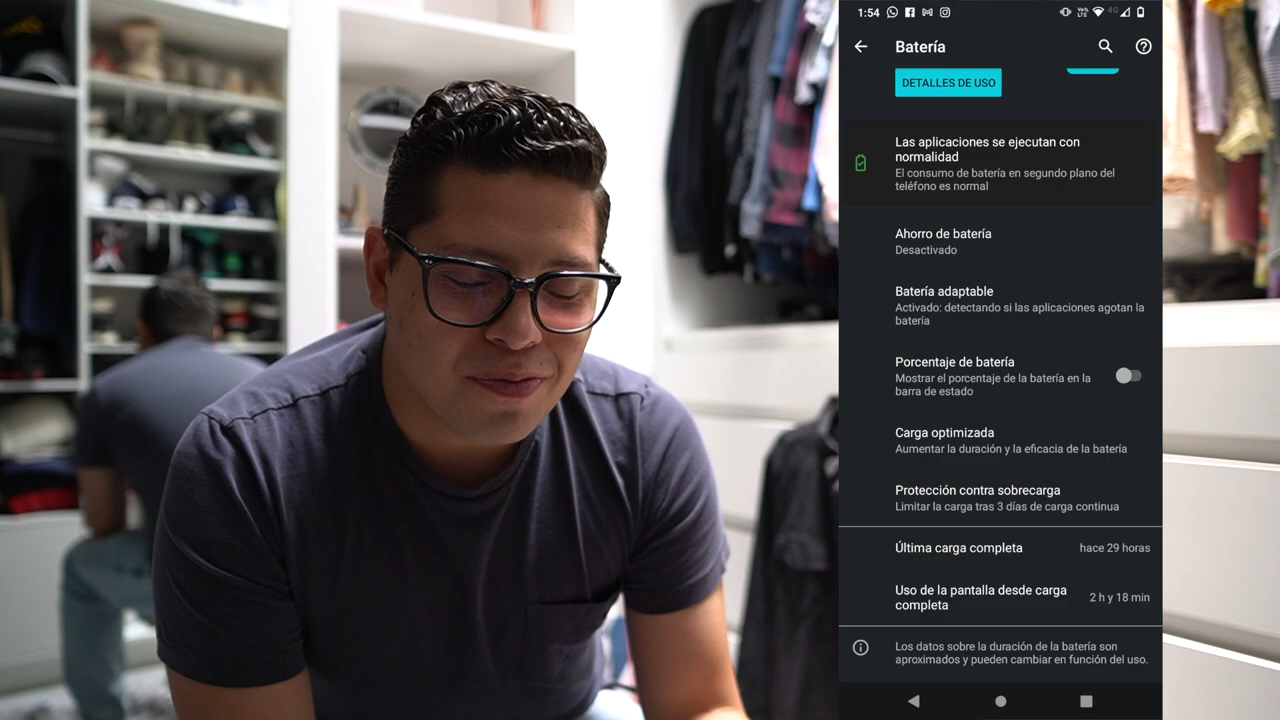 1:54
Vo))
LTE
4G
Batería
DETALLES DE USO
Las aplicaciones se ejecutan con
normalidad
El consumo de batería en segundo plano del
teléfono es normal
Ahorro de batería
Desactivado
Batería adaptable
Activado: detectando si las aplicaciones agotan la
batería
Porcentaje de batería
Mostrar el porcentaje de la batería en la
barra de estado
Carga optimizada
Aumentar la duración y la eficacia de la batería
Protección contra sobrecarga
Limitar la carga tras 3 días de carga continua
Última carga completa
hace 29 horas
Uso de la pantalla desde carga
completa
2 h y 18 min
Los datos sobre la duración de la batería son
aproximados y pueden cambiar en función del uso.